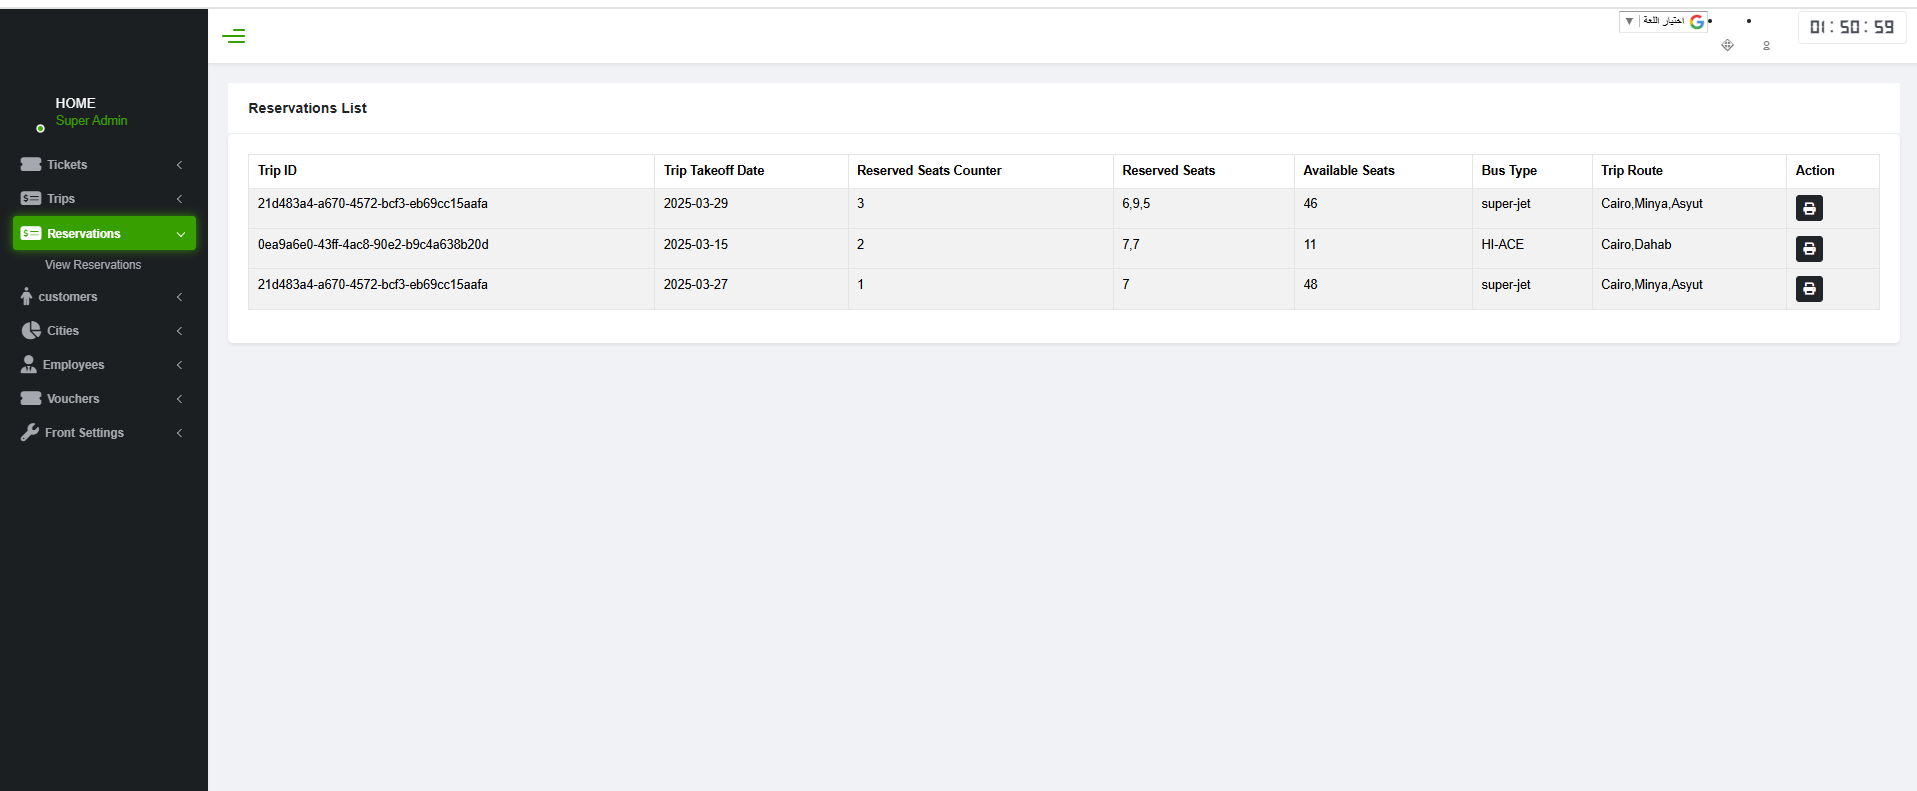 اختيار اللغة ▼
01:50:59
HOME
Super Admin
Tickets
Trips
Reservations
View Reservations
customers
Cities
Employees
Vouchers
Front Settings
Reservations List
Trip ID Trip Takeoff Date Reserved Seats Counter Reserved Seats Available Seats Bus Type Trip Route Action
21d483a4-a670-4572-bcf3-eb69cc15aafa 2025-03-29 3 6,9,5 46 super-jet Cairo,Minya,Asyut
0ea9a6e0-43ff-4ac8-90e2-b9c4a638b20d 2025-03-15 2 7,7 11 HI-ACE Cairo,Dahab
21d483a4-a670-4572-bcf3-eb69cc15aafa 2025-03-27 1 7 48 super-jet Cairo,Minya,Asyut